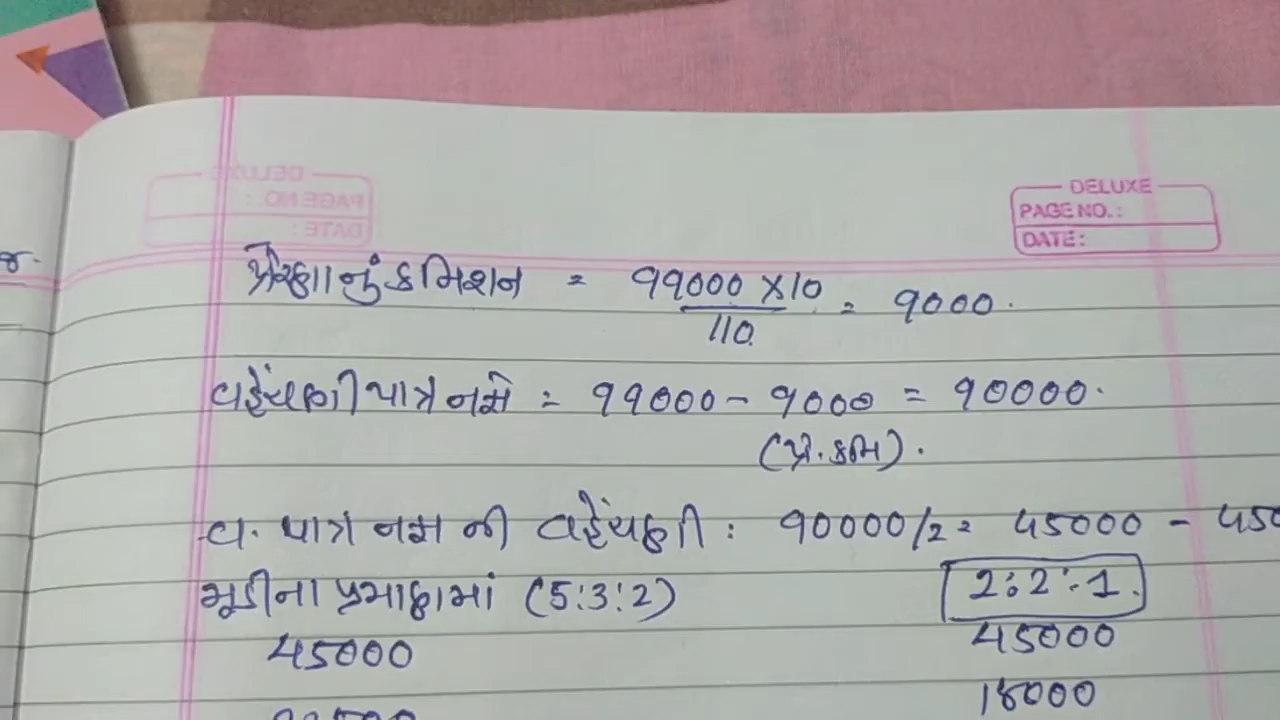 DELUXE
PAGE NO.:
DATE:
પ્રેરણાનું કમિશન = 99000 X10 / 110 = 9000.
વહેંચણીપાત્ર નફો = 99000 - 9000 = 90000.
(પ્રે. કમિ).
વ. પાત્ર નફા ની વહેંચણી : 90000/2 = 45000 - 450
મૂડીના પ્રમાણમાં (5:3:2)
2:2:1.
45000
45000
18000